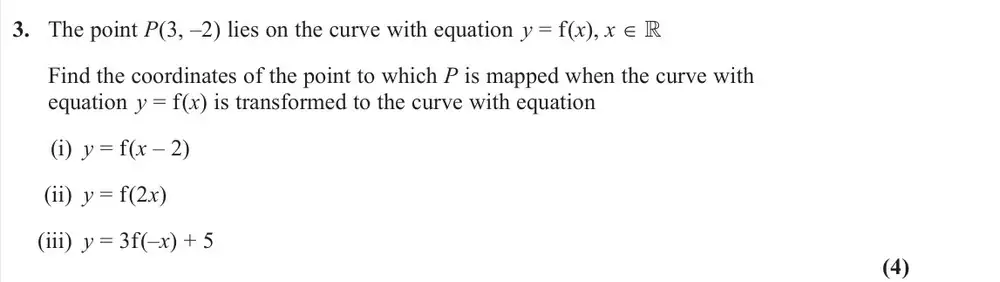 3. The point P(3, –2) lies on the curve with equation y = f(x), x ∈ ℝ
Find the coordinates of the point to which P is mapped when the curve with
equation y = f(x) is transformed to the curve with equation
(i) y = f(x – 2)
(ii) y = f(2x)
(iii) y = 3f(–x) + 5
(4)